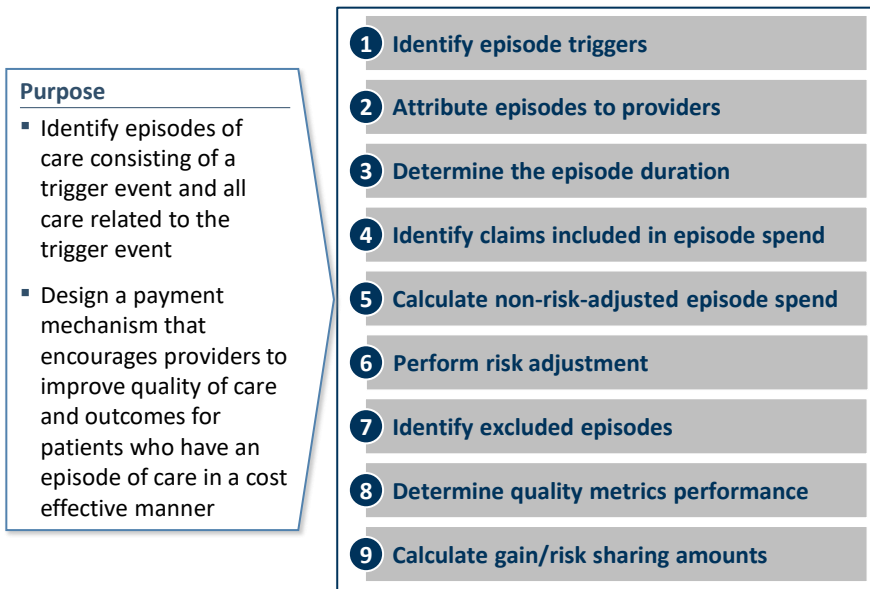 Purpose
▪ Identify episodes of
care consisting of a
trigger event and all
care related to the
trigger event
▪ Design a payment
mechanism that
encourages providers to
improve quality of care
and outcomes for
patients who have an
episode of care in a cost
effective manner
1 Identify episode triggers
2 Attribute episodes to providers
3 Determine the episode duration
4 Identify claims included in episode spend
5 Calculate non-risk-adjusted episode spend
6 Perform risk adjustment
7 Identify excluded episodes
8 Determine quality metrics performance
9 Calculate gain/risk sharing amounts